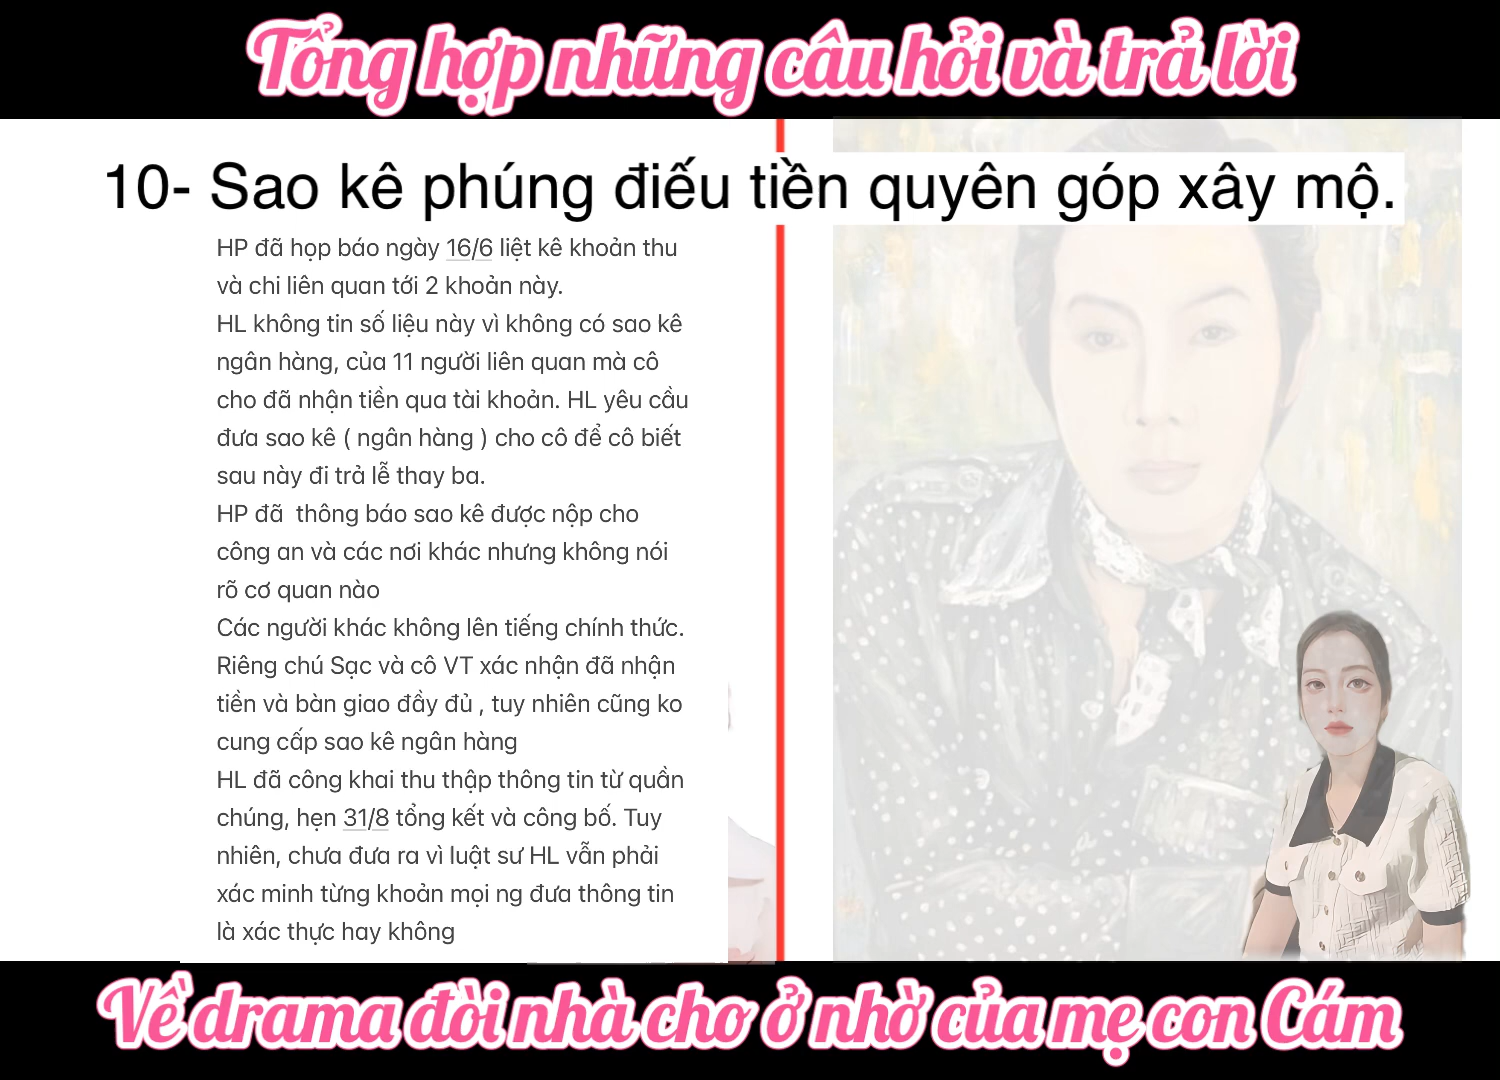 Tổng hợp những câu hỏi và trả lời
10- Sao kê phúng điếu tiền quyên góp xây mộ.
HP đã họp báo ngày 16/6 liệt kê khoản thu
và chi liên quan tới 2 khoản này.
HL không tin số liệu này vì không có sao kê
ngân hàng, của 11 người liên quan mà cô
cho đã nhận tiền qua tài khoản. HL yêu cầu
đưa sao kê ( ngân hàng ) cho cô để cô biết
sau này đi trả lễ thay ba.
HP đã  thông báo sao kê được nộp cho
công an và các nơi khác nhưng không nói
rõ cơ quan nào
Các người khác không lên tiếng chính thức.
Riêng chú Sạc và cô VT xác nhận đã nhận
tiền và bàn giao đầy đủ , tuy nhiên cũng ko
cung cấp sao kê ngân hàng
HL đã công khai thu thập thông tin từ quần
chúng, hẹn 31/8 tổng kết và công bố. Tuy
nhiên, chưa đưa ra vì luật sư HL vẫn phải
xác minh từng khoản mọi ng đưa thông tin
là xác thực hay không
Về drama đòi nhà cho ở nhờ của mẹ con Cám